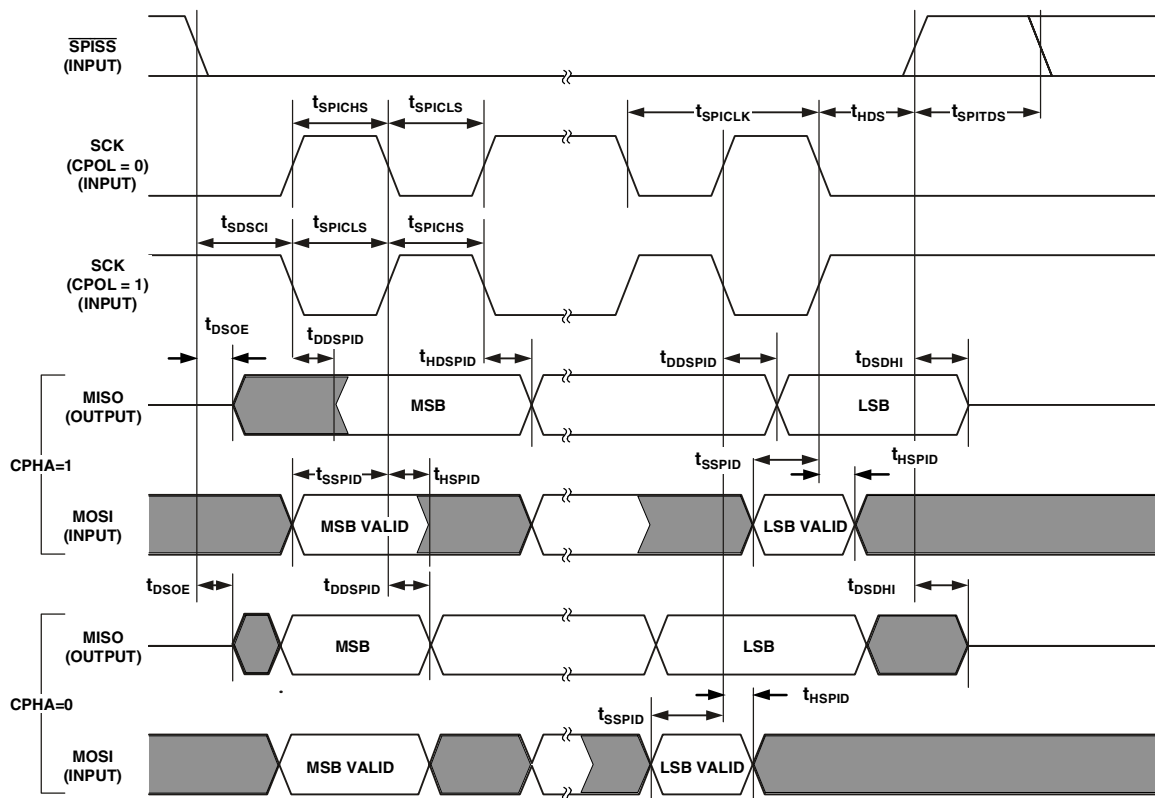 SPISS
(INPUT)
tSPICHS tSPICLS tSPICLK tHDS tSPITDS
SCK
(CPOL = 0)
(INPUT)
tSDSCI tSPICLS tSPICHS
SCK
(CPOL = 1)
(INPUT)
tDSOE tDDSPID tHDSPID tDDSPID tDSDHI
MISO
(OUTPUT)
MSB LSB
CPHA=1
tSSPID tHSPID tSSPID tHSPID
MOSI
(INPUT)
MSB VALID LSB VALID
tDSOE tDDSPID tDSDHI
MISO
(OUTPUT)
MSB LSB
CPHA=0
tSSPID tHSPID
MOSI
(INPUT)
MSB VALID LSB VALID